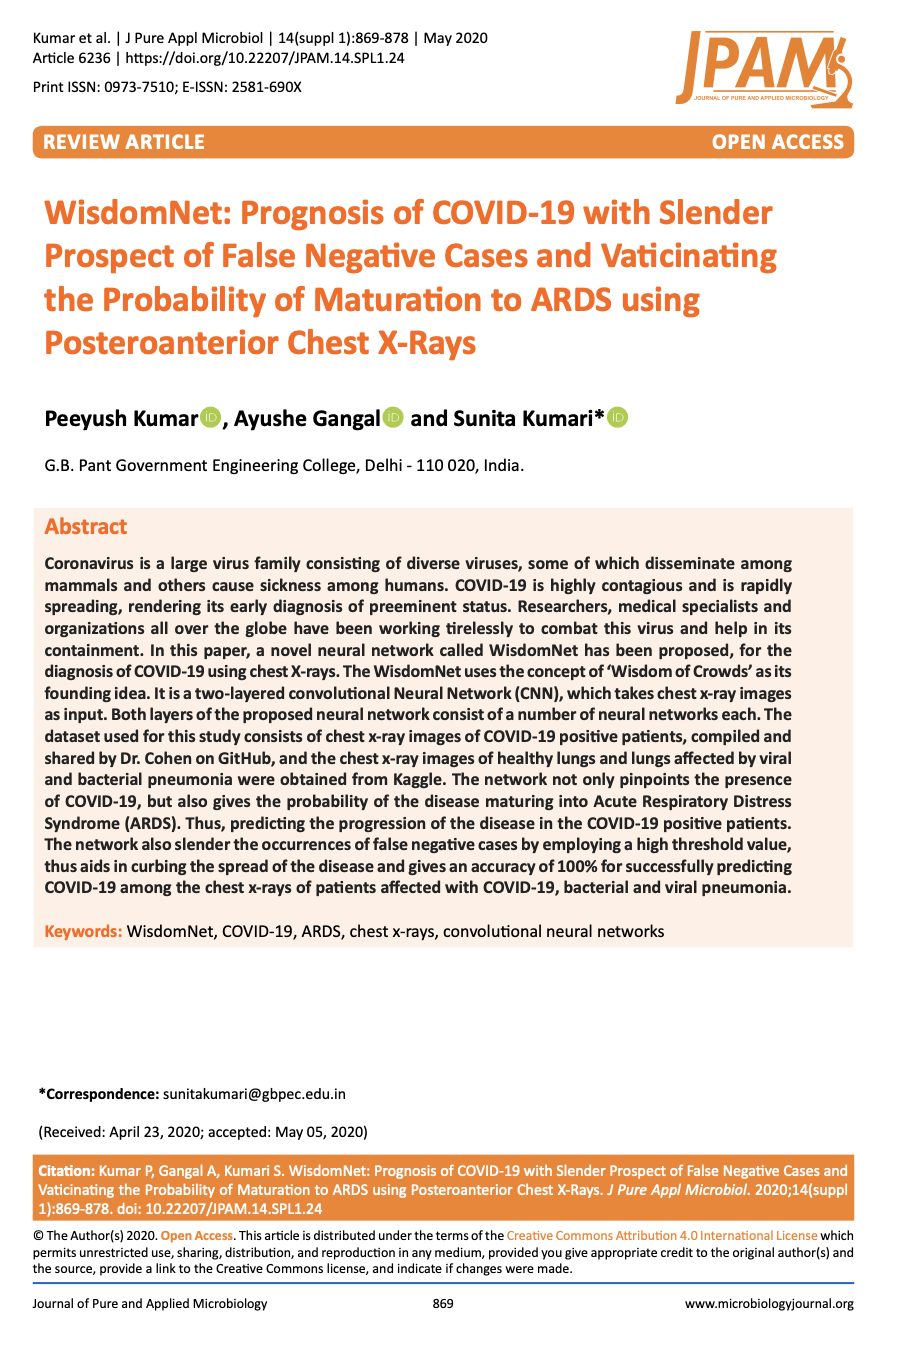 Kumar et al. | J Pure Appl Microbiol | 14(suppl 1):869-878 | May 2020
Article 6236 | https://doi.org/10.22207/JPAM.14.SPL1.24
Print ISSN: 0973-7510; E-ISSN: 2581-690X
JPAM
JOURNAL OF PURE AND APPLIED MICROBIOLOGY
REVIEW ARTICLE OPEN ACCESS
WisdomNet: Prognosis of COVID-19 with Slender
Prospect of False Negative Cases and Vaticinating
the Probability of Maturation to ARDS using
Posteroanterior Chest X-Rays
Peeyush Kumar iD, Ayushe Gangal iD and Sunita Kumari* iD
G.B. Pant Government Engineering College, Delhi - 110 020, India.
Abstract
Coronavirus is a large virus family consisting of diverse viruses, some of which disseminate among
mammals and others cause sickness among humans. COVID-19 is highly contagious and is rapidly
spreading, rendering its early diagnosis of preeminent status. Researchers, medical specialists and
organizations all over the globe have been working tirelessly to combat this virus and help in its
containment. In this paper, a novel neural network called WisdomNet has been proposed, for the
diagnosis of COVID-19 using chest X-rays. The WisdomNet uses the concept of ‘Wisdom of Crowds’ as its
founding idea. It is a two-layered convolutional Neural Network (CNN), which takes chest x-ray images
as input. Both layers of the proposed neural network consist of a number of neural networks each. The
dataset used for this study consists of chest x-ray images of COVID-19 positive patients, compiled and
shared by Dr. Cohen on GitHub, and the chest x-ray images of healthy lungs and lungs affected by viral
and bacterial pneumonia were obtained from Kaggle. The network not only pinpoints the presence
of COVID-19, but also gives the probability of the disease maturing into Acute Respiratory Distress
Syndrome (ARDS). Thus, predicting the progression of the disease in the COVID-19 positive patients.
The network also slender the occurrences of false negative cases by employing a high threshold value,
thus aids in curbing the spread of the disease and gives an accuracy of 100% for successfully predicting
COVID-19 among the chest x-rays of patients affected with COVID-19, bacterial and viral pneumonia.
Keywords: WisdomNet, COVID-19, ARDS, chest x-rays, convolutional neural networks
*Correspondence: sunitakumari@gbpec.edu.in
(Received: April 23, 2020; accepted: May 05, 2020)
Citation: Kumar P, Gangal A, Kumari S. WisdomNet: Prognosis of COVID-19 with Slender Prospect of False Negative Cases and
Vaticinating the Probability of Maturation to ARDS using Posteroanterior Chest X-Rays. J Pure Appl Microbiol. 2020;14(suppl
1):869-878. doi: 10.22207/JPAM.14.SPL1.24
© The Author(s) 2020. Open Access. This article is distributed under the terms of the Creative Commons Attribution 4.0 International License which
permits unrestricted use, sharing, distribution, and reproduction in any medium, provided you give appropriate credit to the original author(s) and
the source, provide a link to the Creative Commons license, and indicate if changes were made.
Journal of Pure and Applied Microbiology 869 www.microbiologyjournal.org